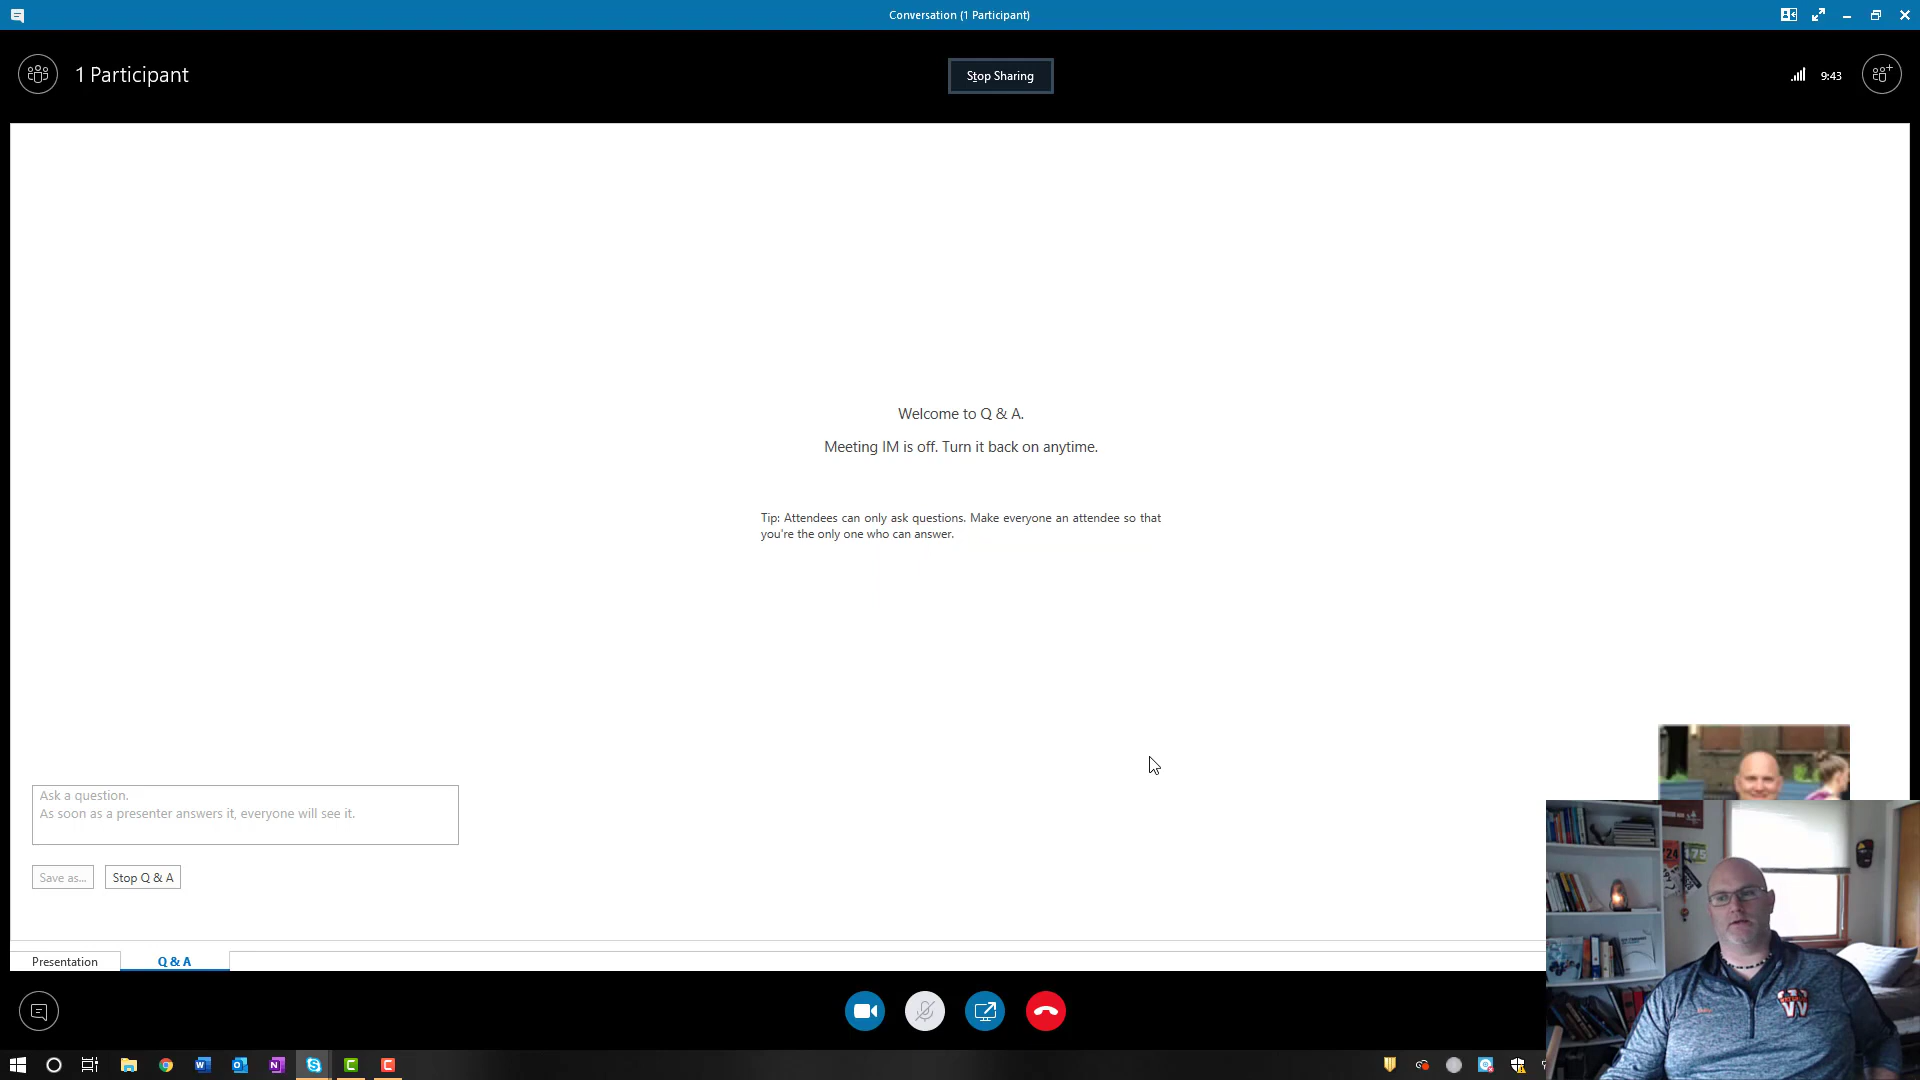 Conversation (1 Participant)
1 Participant
Stop Sharing
9:43
Welcome to Q & A.
Meeting IM is off. Turn it back on anytime.
Tip: Attendees can only ask questions. Make everyone an attendee so that
you're the only one who can answer.
Ask a question.
As soon as a presenter answers it, everyone will see it.
Save as...
Stop Q & A
Presentation
Q & A
24
175
W